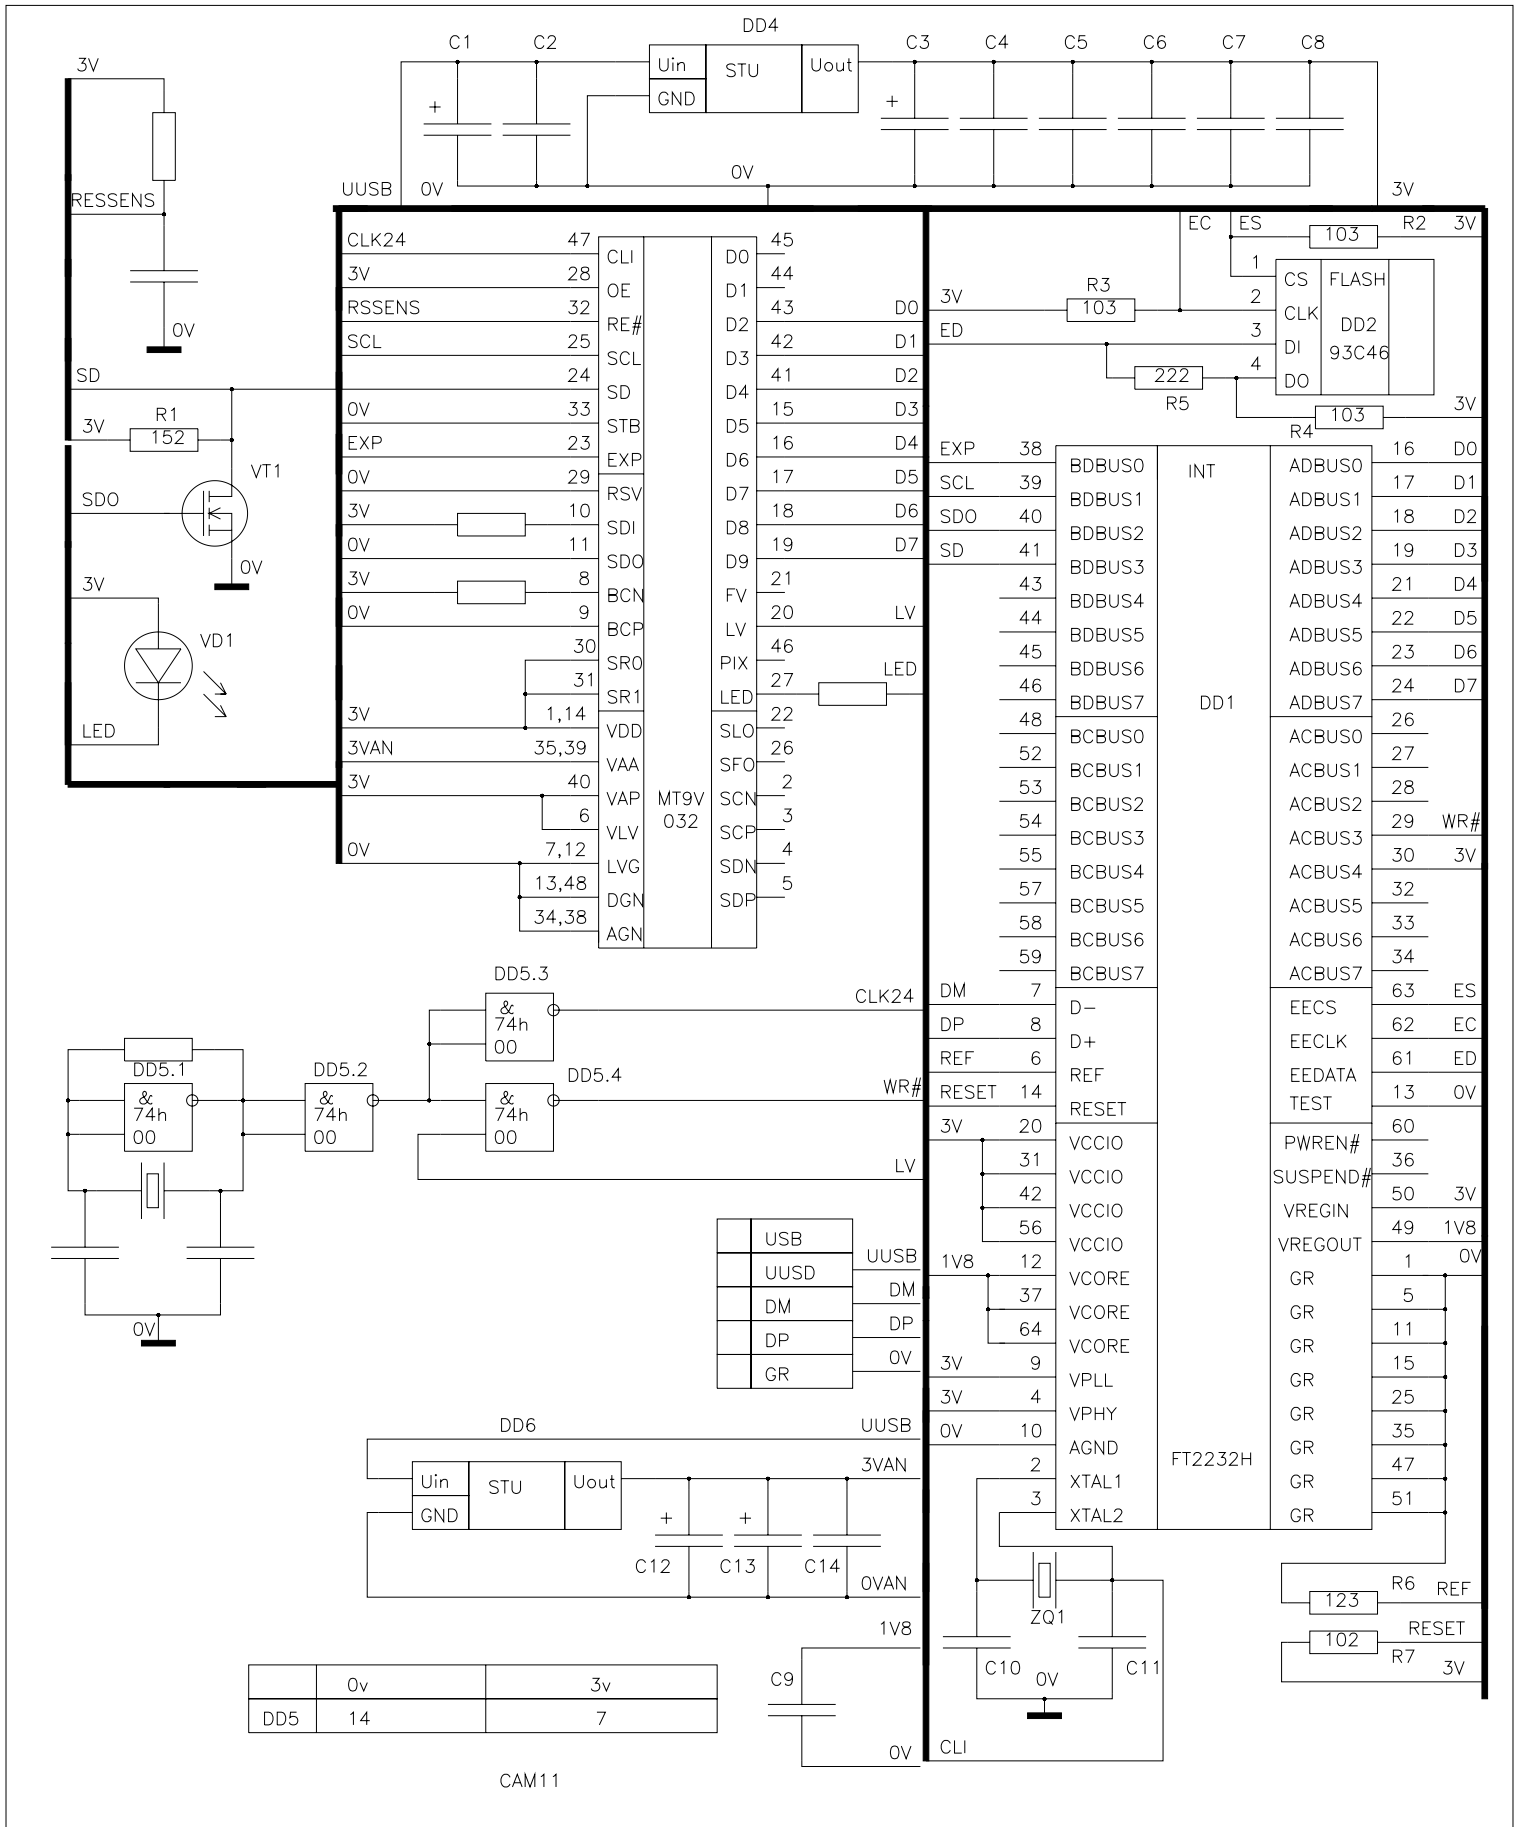 DD4
C1 C2 C3 C4 C5 C6 C7 C8
Uin STU Uout
GND
+ +
0V
UUSB 0V 3V
3V
RESSENS
0V
SD
3V R1
152
VT1
SDO
0V
3V
VD1
LED
CLK24 47 CLI
3V 28 OE
RSSENS 32 RE#
SCL 25 SCL
24 SD
0V 33 STB
EXP 23 EXP
0V 29 RSV
3V 10 SDI
0V 11 SDO
3V 8 BCN
0V 9 BCP
30 SR0
31 SR1
3V 1,14 VDD
3VAN 35,39 VAA
3V 40 VAP
6 VLV
0V 7,12 LVG
13,48 DGN
34,38 AGN
MT9V
032
D0 45
D1 44
D2 43 D0
D3 42 D1
D4 41 D2
D5 15 D3
D6 16 D4
D7 17 D5
D8 18 D6
D9 19 D7
FV 21
LV 20 LV
PIX 46
LED 27 LED
SLO 22
SFO 26
SCN 2
SCP 3
SDN 4
SDP 5
EC ES R2 3V
103
3V R3
103
ED
1 CS
2 CLK
3 DI
4 DO
FLASH
DD2
93C46
222
R5
103 3V
R4
EXP 38 BDBUS0
SCL 39 BDBUS1
SDO 40 BDBUS2
SD 41 BDBUS3
43 BDBUS4
44 BDBUS5
45 BDBUS6
46 BDBUS7
48 BCBUS0
52 BCBUS1
53 BCBUS2
54 BCBUS3
55 BCBUS4
57 BCBUS5
58 BCBUS6
59 BCBUS7
DM 7 D-
DP 8 D+
REF 6 REF
RESET 14 RESET
3V 20 VCCIO
31 VCCIO
42 VCCIO
56 VCCIO
1V8 12 VCORE
37 VCORE
64 VCORE
3V 9 VPLL
3V 4 VPHY
0V 10 AGND
2 XTAL1
3 XTAL2
INT
DD1
FT2232H
ADBUS0 16 D0
ADBUS1 17 D1
ADBUS2 18 D2
ADBUS3 19 D3
ADBUS4 21 D4
ADBUS5 22 D5
ADBUS6 23 D6
ADBUS7 24 D7
ACBUS0 26
ACBUS1 27
ACBUS2 28
ACBUS3 29 WR#
ACBUS4 30 3V
ACBUS5 32
ACBUS6 33
ACBUS7 34
EECS 63 ES
EECLK 62 EC
EEDATA 61 ED
TEST 13 0V
PWREN# 60
SUSPEND# 36
VREGIN 50 3V
VREGOUT 49 1V8
GR 1 0V
GR 5
GR 11
GR 15
GR 25
GR 35
GR 47
GR 51
DD5.3
&
74h
00
CLK24
DD5.1
&
74h
00
DD5.2
&
74h
00
DD5.4
&
74h
00
WR#
LV
0V
USB
UUSD UUSB
DM DM
DP DP
GR 0V
DD6 UUSB
Uin STU Uout
GND
3VAN
+ +
C12 C13 C14
0VAN
1V8
C9
0V
ZQ1
C10 C11
0V
CLI
R6
123 REF
102 RESET
R7
3V
0v 3v
DD5 14 7
CAM11